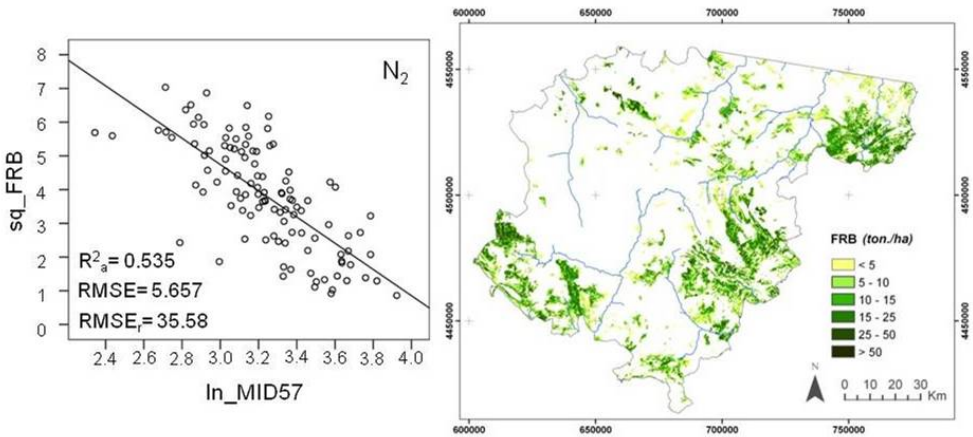 N2
sq_FRB
8
7
6
5
4
3
2
1
0
R²a= 0.535
RMSE= 5.657
RMSEr= 35.58
2.4 2.6 2.8 3.0 3.2 3.4 3.6 3.8 4.0
ln_MID57
600000 650000 700000 750000
4550000 4550000
4500000 4500000
4450000 4450000
FRB (ton./ha)
< 5
5 - 10
10 - 15
15 - 25
25 - 50
> 50
N
0 10 20 30
Km
600000 650000 700000 750000